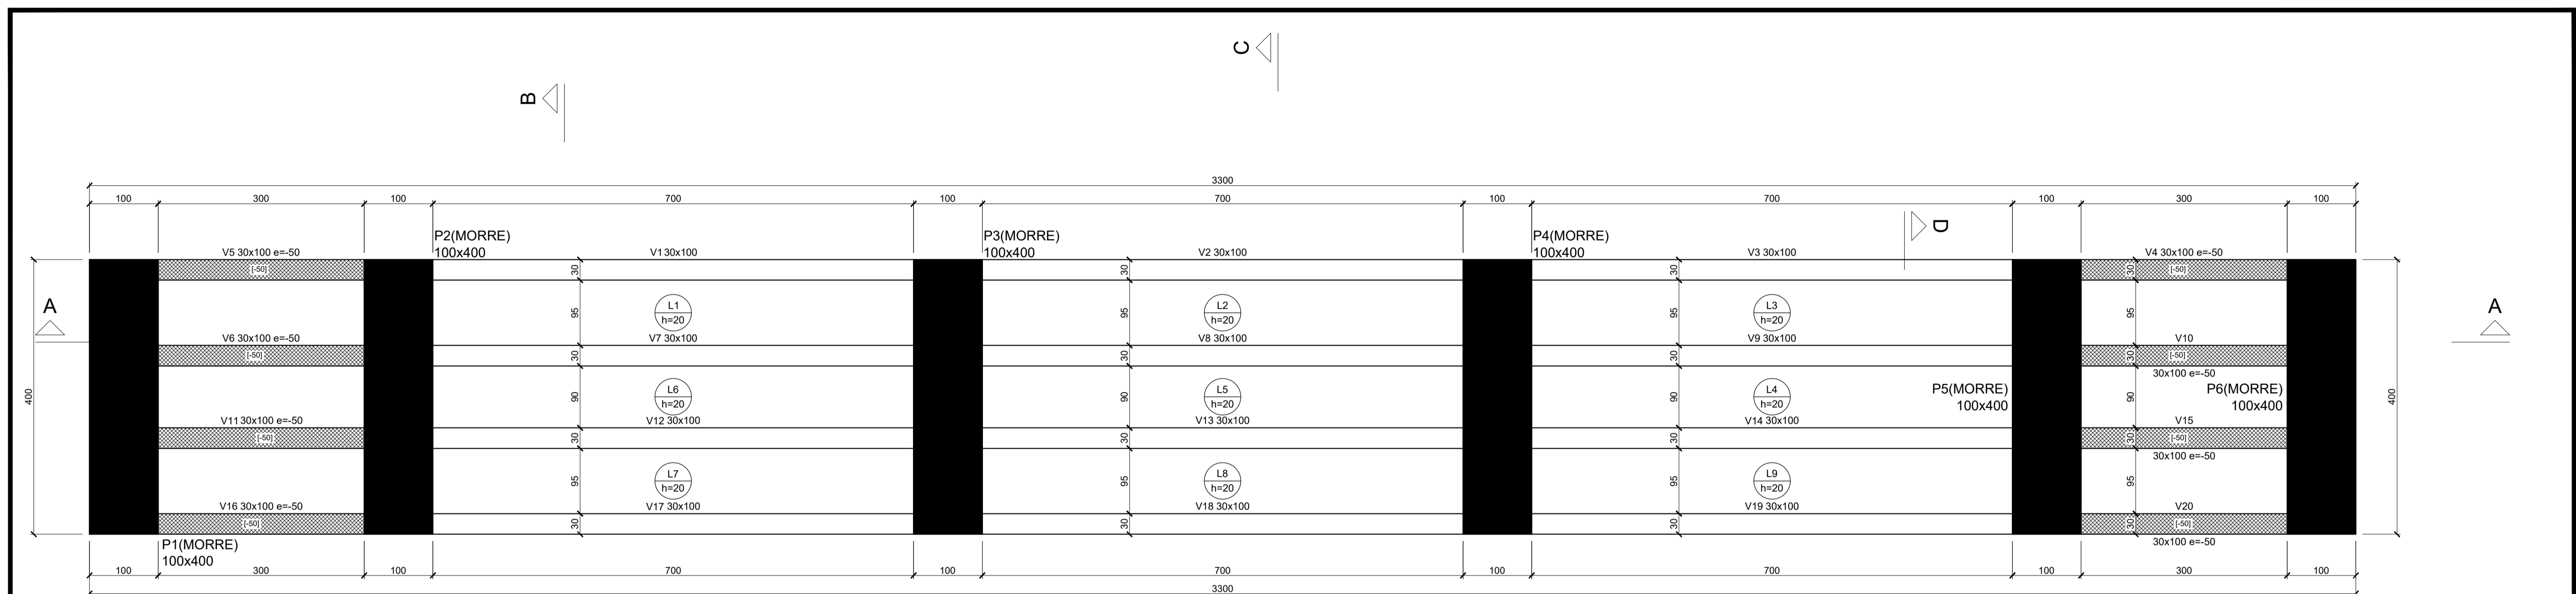 C
B
3300
100 300 100 700 100 700 100 700 100 300 100
D
P2(MORRE) P3(MORRE) P4(MORRE)
100x400 100x400 100x400
V5 30x100 e=-50 V1 30x100 V2 30x100 V3 30x100 V4 30x100 e=-50
[-50] 30 30 30 30 [-50]
A A
L1 L2 L3
h=20 h=20 h=20
95 95 95 95
V6 30x100 e=-50 V7 30x100 V8 30x100 V9 30x100 V10
[-50] 30 30 30 30 [-50]
30x100 e=-50
400 400
L6 L5 L4 P5(MORRE) P6(MORRE)
h=20 h=20 h=20 100x400 100x400
90 90 90 90
V11 30x100 e=-50 V12 30x100 V13 30x100 V14 30x100 V15
[-50] 30 30 30 30 [-50]
30x100 e=-50
L7 L8 L9
h=20 h=20 h=20
95 95 95 95
V16 30x100 e=-50 V17 30x100 V18 30x100 V19 30x100 V20
[-50] 30 30 30 30 [-50]
30x100 e=-50
P1(MORRE)
100x400
100 300 100 700 100 700 100 700 100 300 100
3300